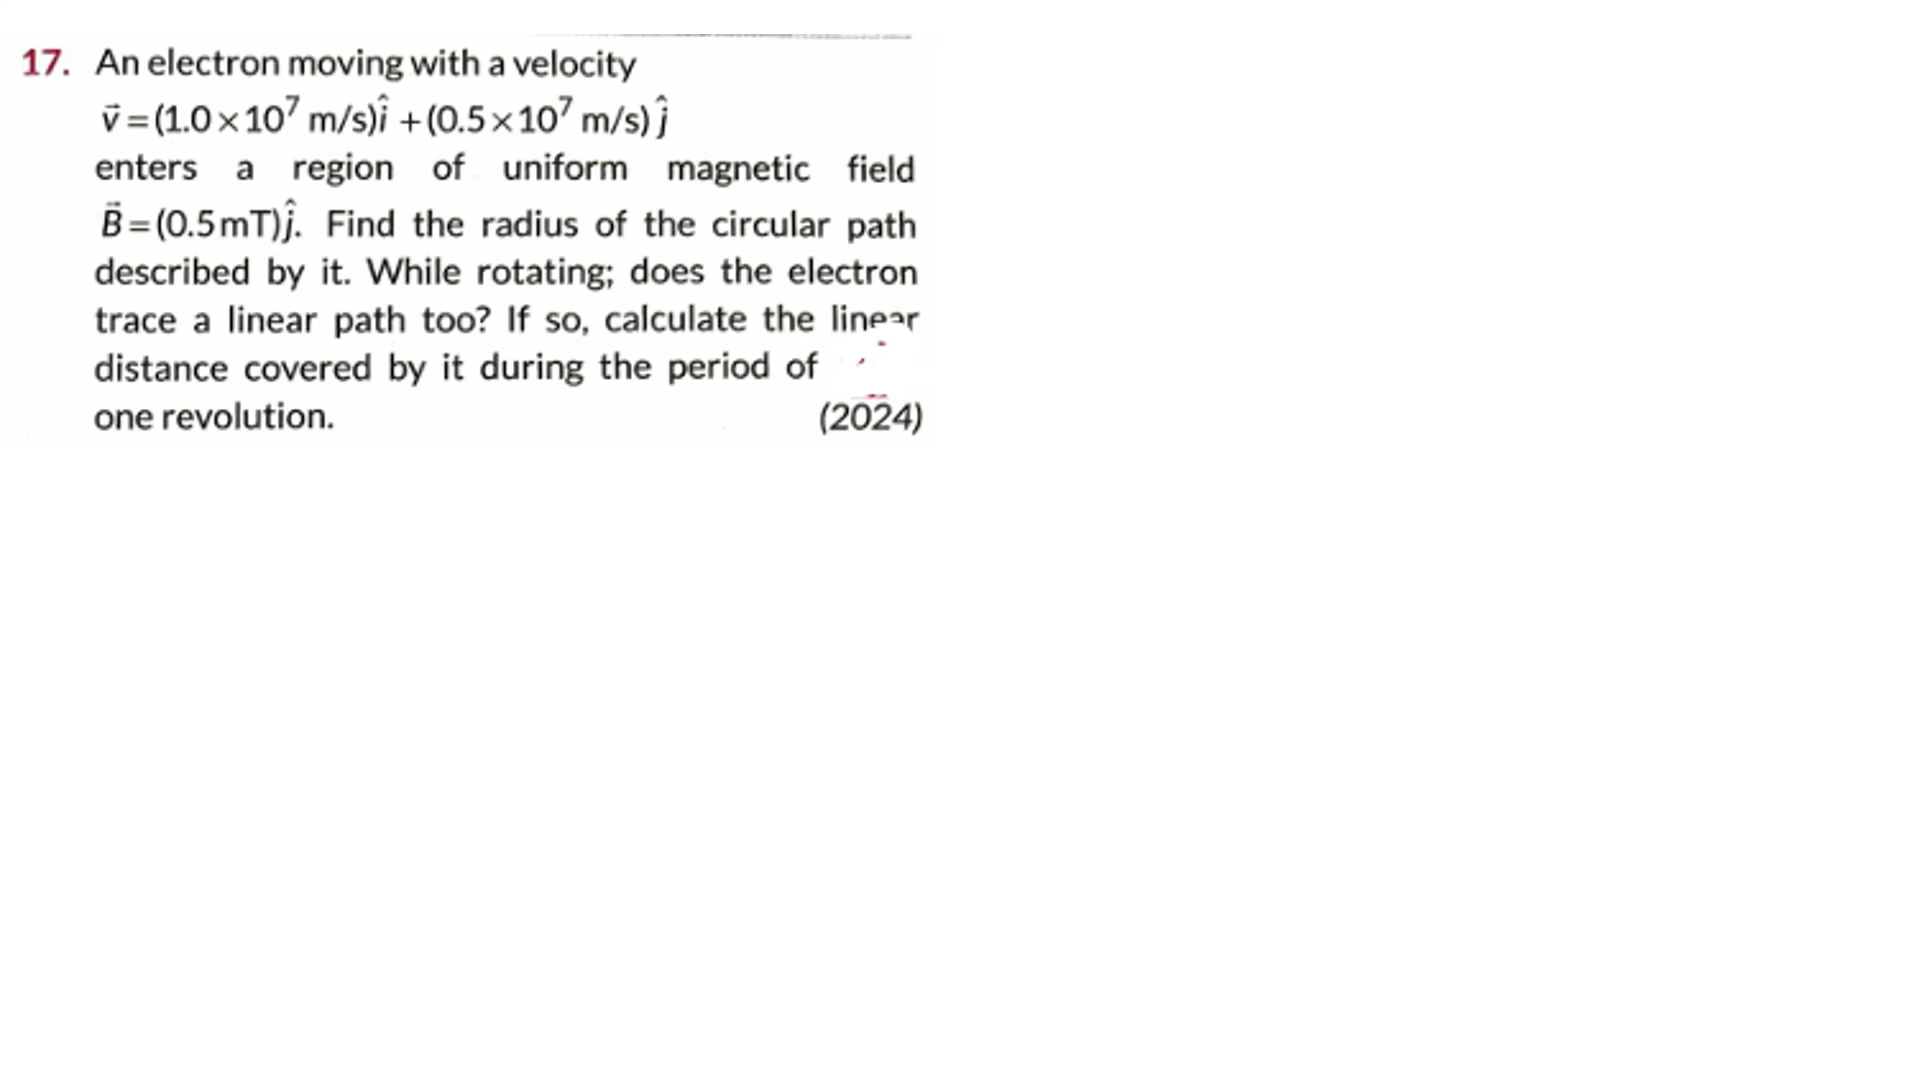 17. An electron moving with a velocity
v⃗ = (1.0 × 10⁷ m/s)î + (0.5 × 10⁷ m/s) ĵ
enters a region of uniform magnetic field
B⃗ = (0.5 mT)ĵ. Find the radius of the circular path
described by it. While rotating; does the electron
trace a linear path too? If so, calculate the linear
distance covered by it during the period of
one revolution. (2024)